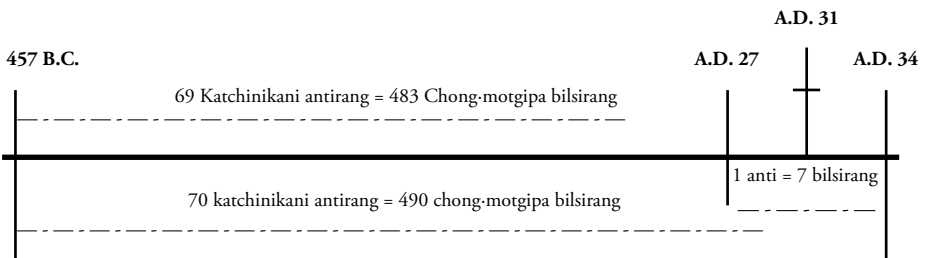 A.D. 31
457 B.C.
A.D. 27
A.D. 34
69 Katchinikani antirang = 483 Chong·motgipa bilsirang
1 anti = 7 bilsirang
70 katchinikani antirang = 490 chong·motgipa bilsirang